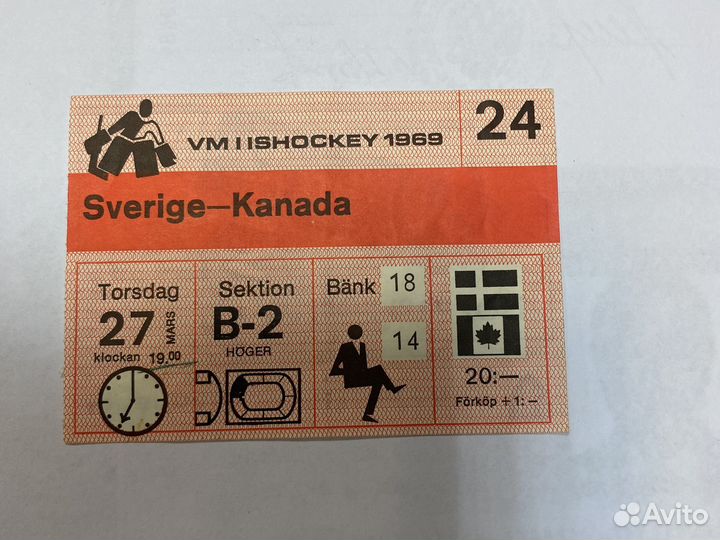 VM I ISHOCKEY 1969
24
Sverige–Kanada
Torsdag
27 MARS
klockan 19.00
Sektion
B-2
HÖGER
Bänk 18
14
20:–
Förköp + 1:–
Avito